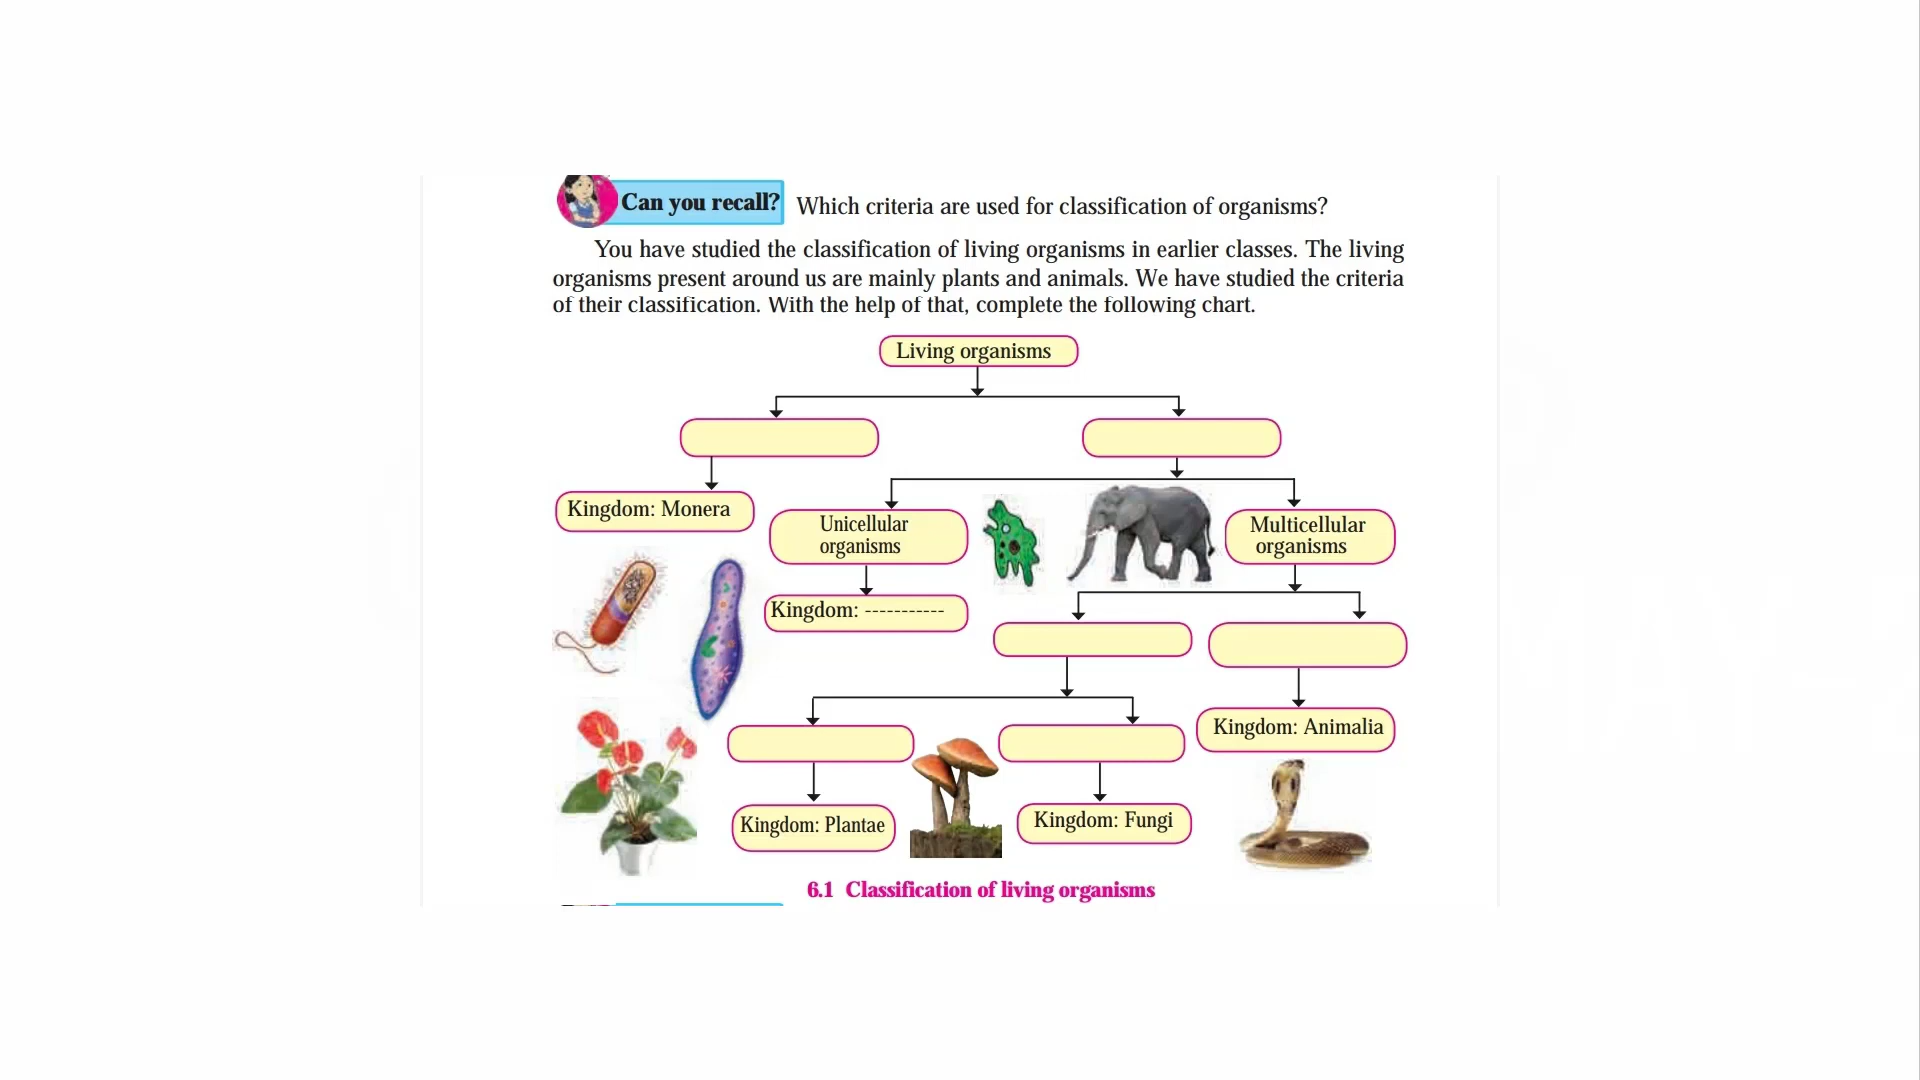 Can you recall? Which criteria are used for classification of organisms?
You have studied the classification of living organisms in earlier classes. The living
organisms present around us are mainly plants and animals. We have studied the criteria
of their classification. With the help of that, complete the following chart.
Living organisms
Kingdom: Monera
Unicellular
organisms
Multicellular
organisms
Kingdom: -----------
Kingdom: Animalia
Kingdom: Plantae
Kingdom: Fungi
6.1 Classification of living organisms